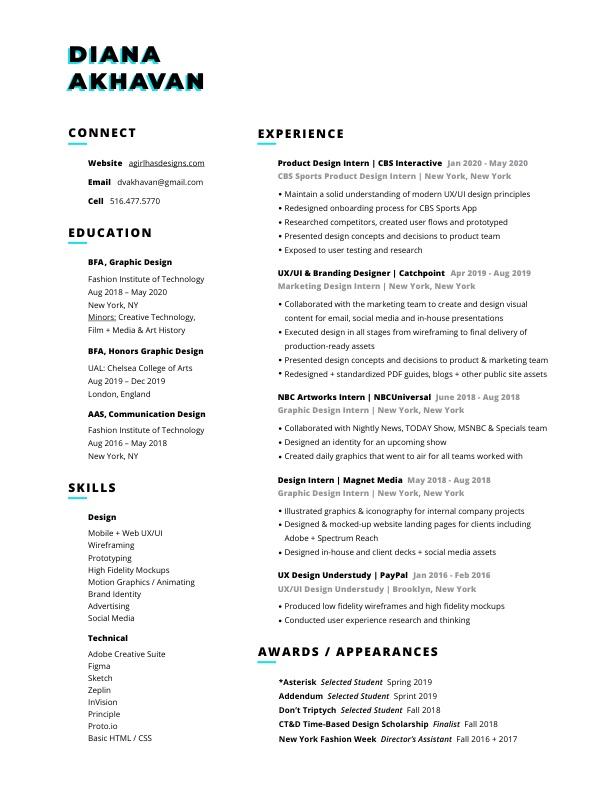 DIANA
AKHAVAN
CONNECT
Website agirlhasdesigns.com
Email dvakhavan@gmail.com
Cell 516.477.5770
EDUCATION
BFA, Graphic Design
Fashion Institute of Technology
Aug 2018 – May 2020
New York, NY
Minors: Creative Technology,
Film + Media & Art History
BFA, Honors Graphic Design
UAL: Chelsea College of Arts
Aug 2019 – Dec 2019
London, England
AAS, Communication Design
Fashion Institute of Technology
Aug 2016 – May 2018
New York, NY
SKILLS
Design
Mobile + Web UX/UI
Wireframing
Prototyping
High Fidelity Mockups
Motion Graphics / Animating
Brand Identity
Advertising
Social Media
Technical
Adobe Creative Suite
Figma
Sketch
Zeplin
InVision
Principle
Proto.io
Basic HTML / CSS
EXPERIENCE
Product Design Intern | CBS Interactive Jan 2020 - May 2020
CBS Sports Product Design Intern | New York, New York
• Maintain a solid understanding of modern UX/UI design principles
• Redesigned onboarding process for CBS Sports App
• Researched competitors, created user flows and prototyped
• Presented design concepts and decisions to product team
• Exposed to user testing and research
UX/UI & Branding Designer | Catchpoint Apr 2019 - Aug 2019
Marketing Design Intern | New York, New York
• Collaborated with the marketing team to create and design visual
content for email, social media and in-house presentations
• Executed design in all stages from wireframing to final delivery of
production-ready assets
• Presented design concepts and decisions to product & marketing team
• Redesigned + standardized PDF guides, blogs + other public site assets
NBC Artworks Intern | NBCUniversal June 2018 - Aug 2018
Graphic Design Intern | New York, New York
• Collaborated with Nightly News, TODAY Show, MSNBC & Specials team
• Designed an identity for an upcoming show
• Created daily graphics that went to air for all teams worked with
Design Intern | Magnet Media May 2018 - Aug 2018
Graphic Design Intern | New York, New York
• Illustrated graphics & iconography for internal company projects
• Designed & mocked-up website landing pages for clients including
Adobe + Spectrum Reach
• Designed in-house and client decks + social media assets
UX Design Understudy | PayPal Jan 2016 - Feb 2016
UX/UI Design Understudy | Brooklyn, New York
• Produced low fidelity wireframes and high fidelity mockups
• Conducted user experience research and thinking
AWARDS / APPEARANCES
*Asterisk Selected Student Spring 2019
Addendum Selected Student Sprint 2019
Don't Triptych Selected Student Fall 2018
CT&D Time-Based Design Scholarship Finalist Fall 2018
New York Fashion Week Director's Assistant Fall 2016 + 2017